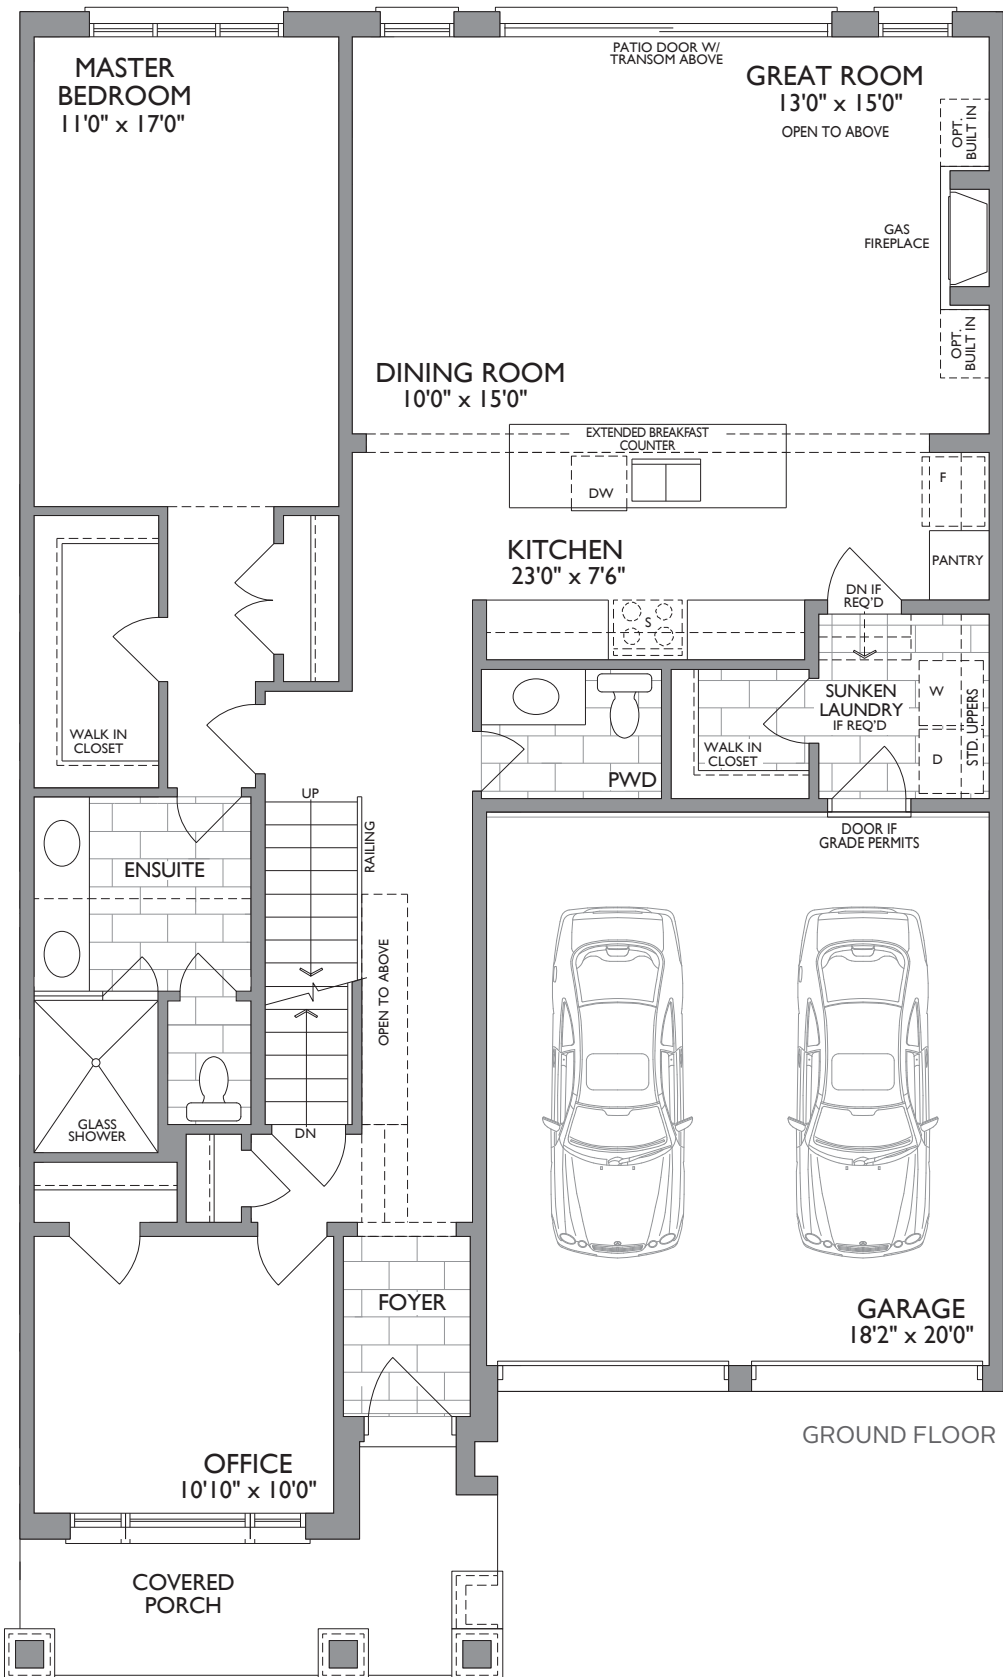 PATIO DOOR W/
TRANSOM ABOVE
MASTER
BEDROOM
11'0" x 17'0"
GREAT ROOM
13'0" x 15'0"
OPEN TO ABOVE
OPT.
BUILT IN
GAS
FIREPLACE
OPT.
BUILT IN
DINING ROOM
10'0" x 15'0"
EXTENDED BREAKFAST
COUNTER
DW
F
KITCHEN
23'0" x 7'6"
PANTRY
DN IF
REQ'D
S
SUNKEN
LAUNDRY
IF REQ'D
W
STD. UPPERS
D
WALK IN
CLOSET
WALK IN
CLOSET
PWD
UP
RAILING
DOOR IF
GRADE PERMITS
ENSUITE
OPEN TO ABOVE
GLASS
SHOWER
DN
FOYER
GARAGE
18'2" x 20'0"
GROUND FLOOR
OFFICE
10'10" x 10'0"
COVERED
PORCH